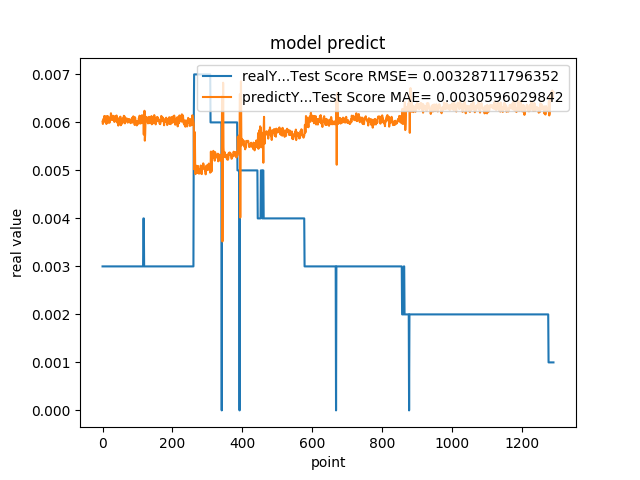 model predict
realY...Test Score RMSE= 0.00328711796352
predictY...Test Score MAE= 0.0030596029842
0.007
0.006
0.005
0.004
0.003
0.002
0.001
0.000
real value
0 200 400 600 800 1000 1200
point